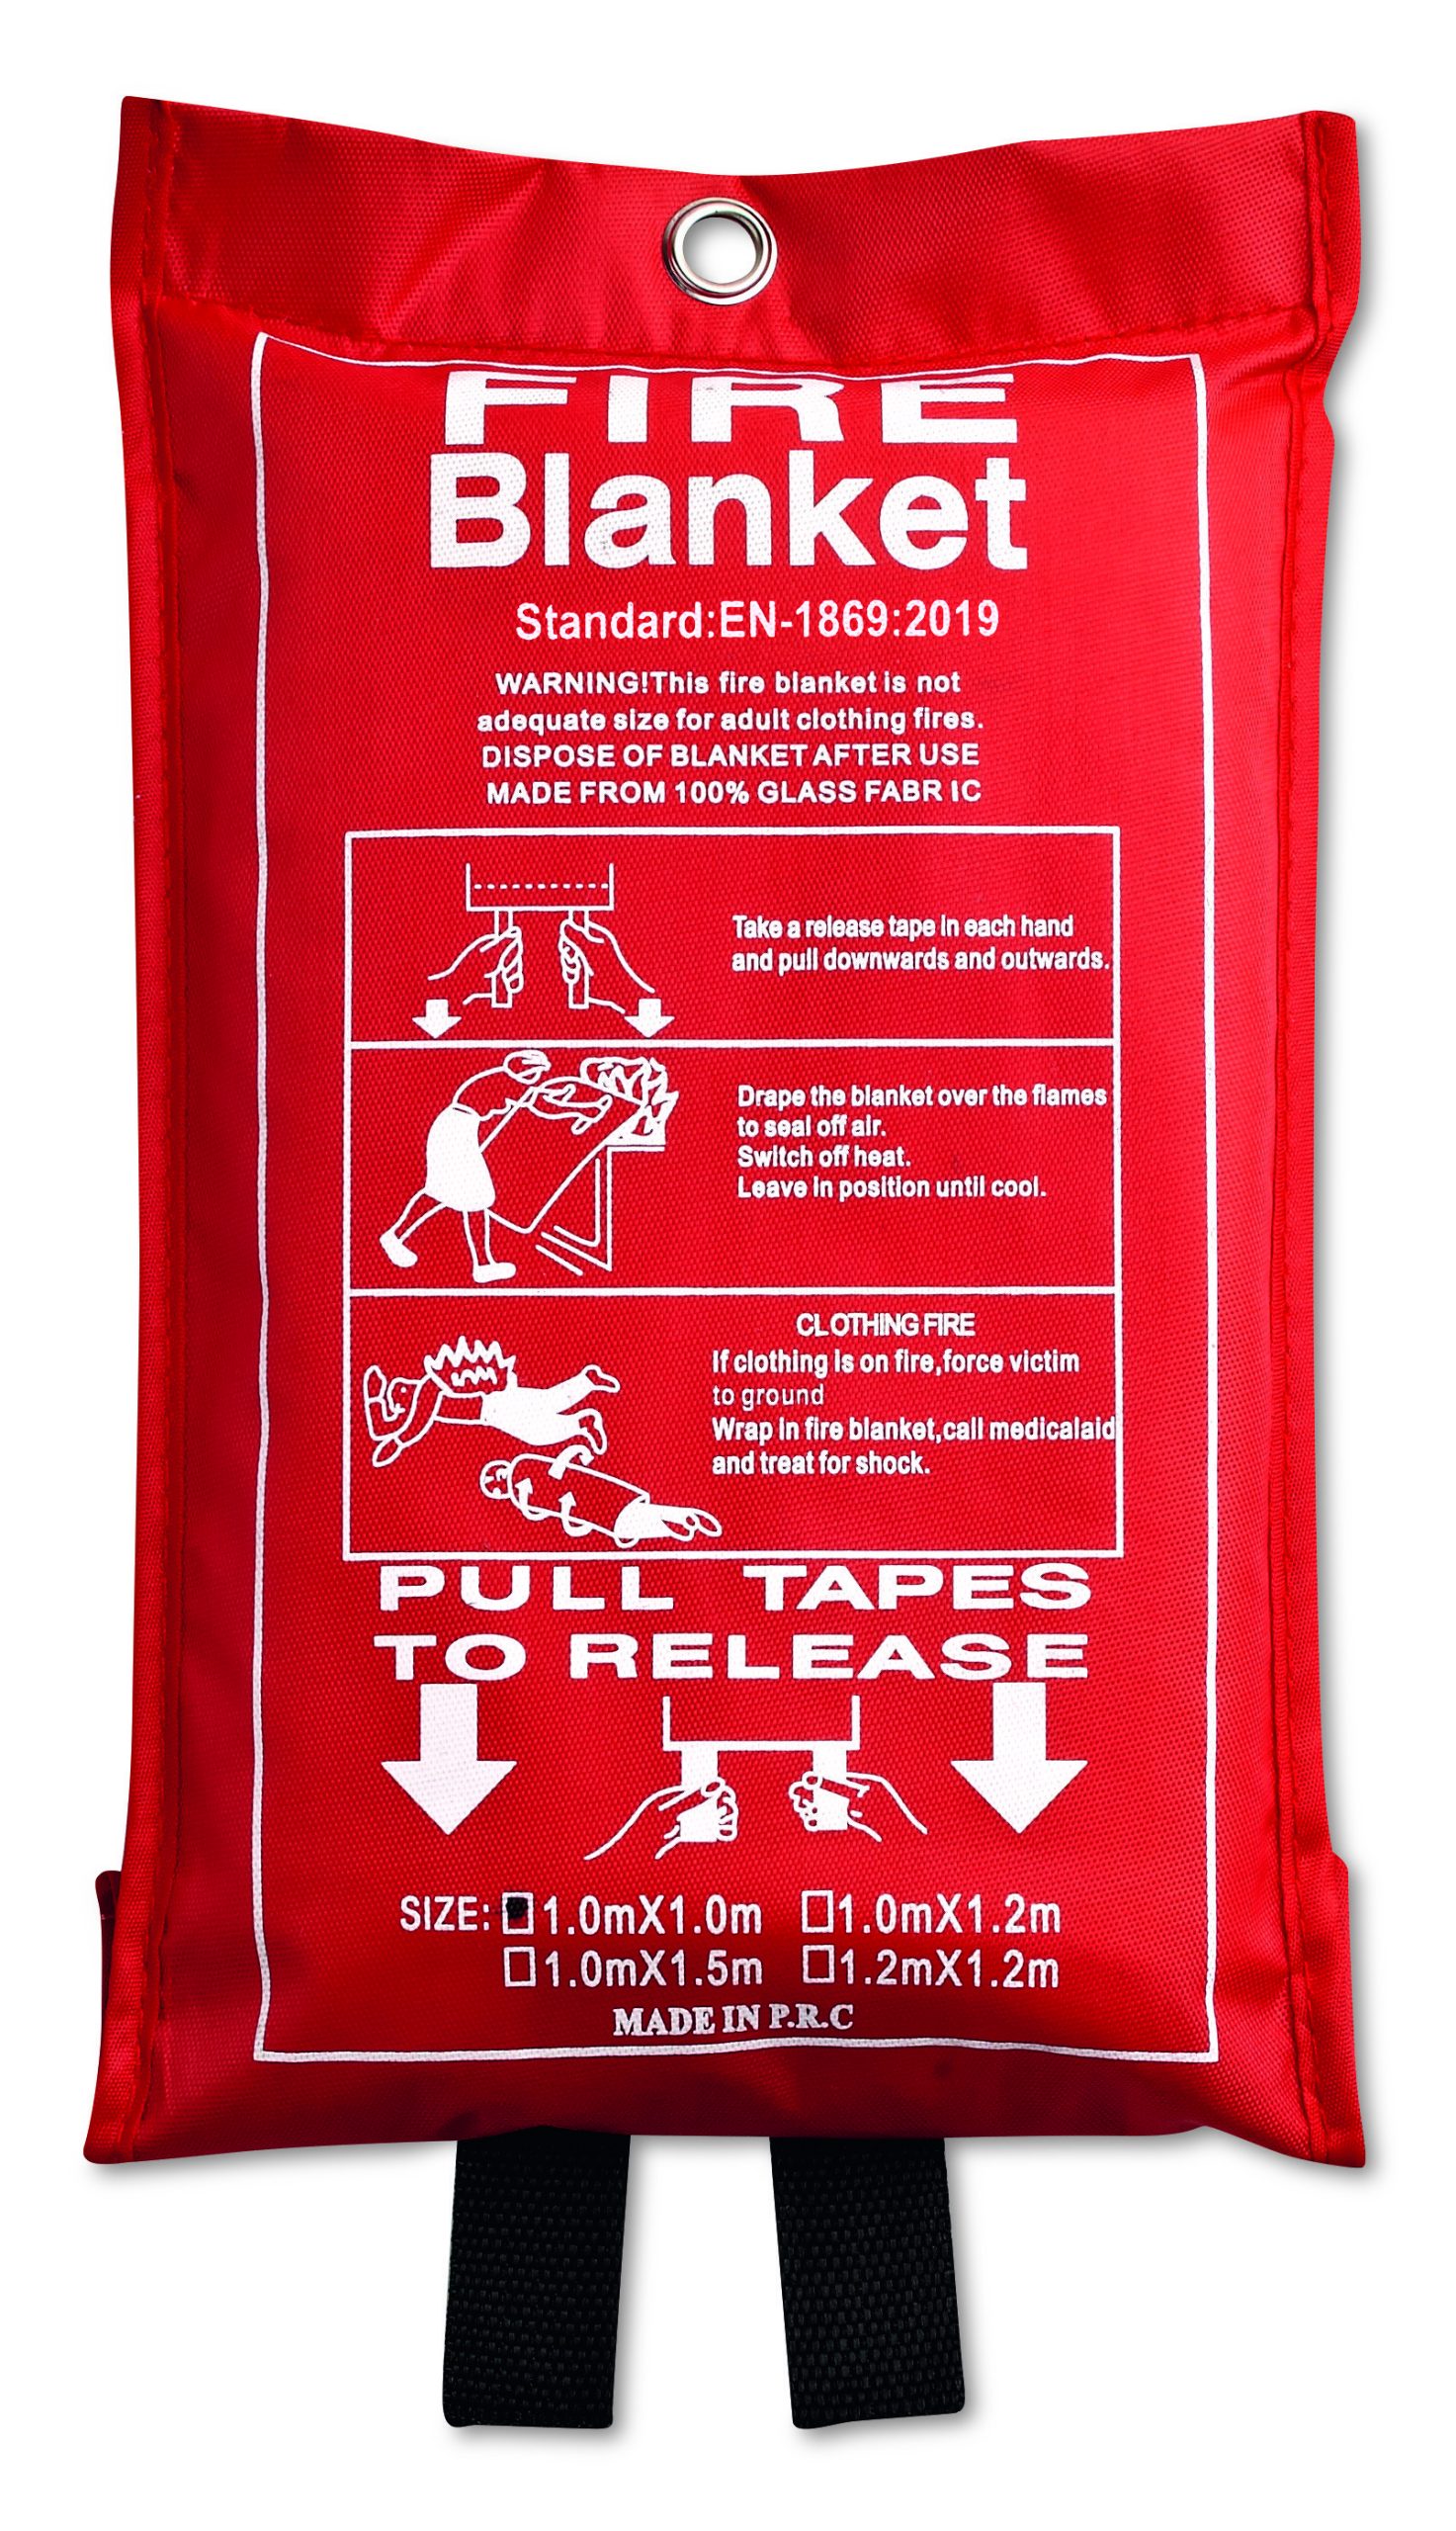 FIRE
Blanket
Standard:EN-1869:2019
WARNING!This fire blanket is not
adequate size for adult clothing fires.
DISPOSE OF BLANKET AFTER USE
MADE FROM 100% GLASS FABR IC
Take a release tape in each hand
and pull downwards and outwards.
Drape the blanket over the flames
to seal off air.
Switch off heat.
Leave in position until cool.
CLOTHING FIRE
If clothing is on fire,force victim
to ground
Wrap in fire blanket,call medicalaid
and treat for shock.
PULL TAPES
TO RELEASE
SIZE: 1.0mX1.0m 1.0mX1.2m
1.0mX1.5m 1.2mX1.2m
MADE IN P.R.C